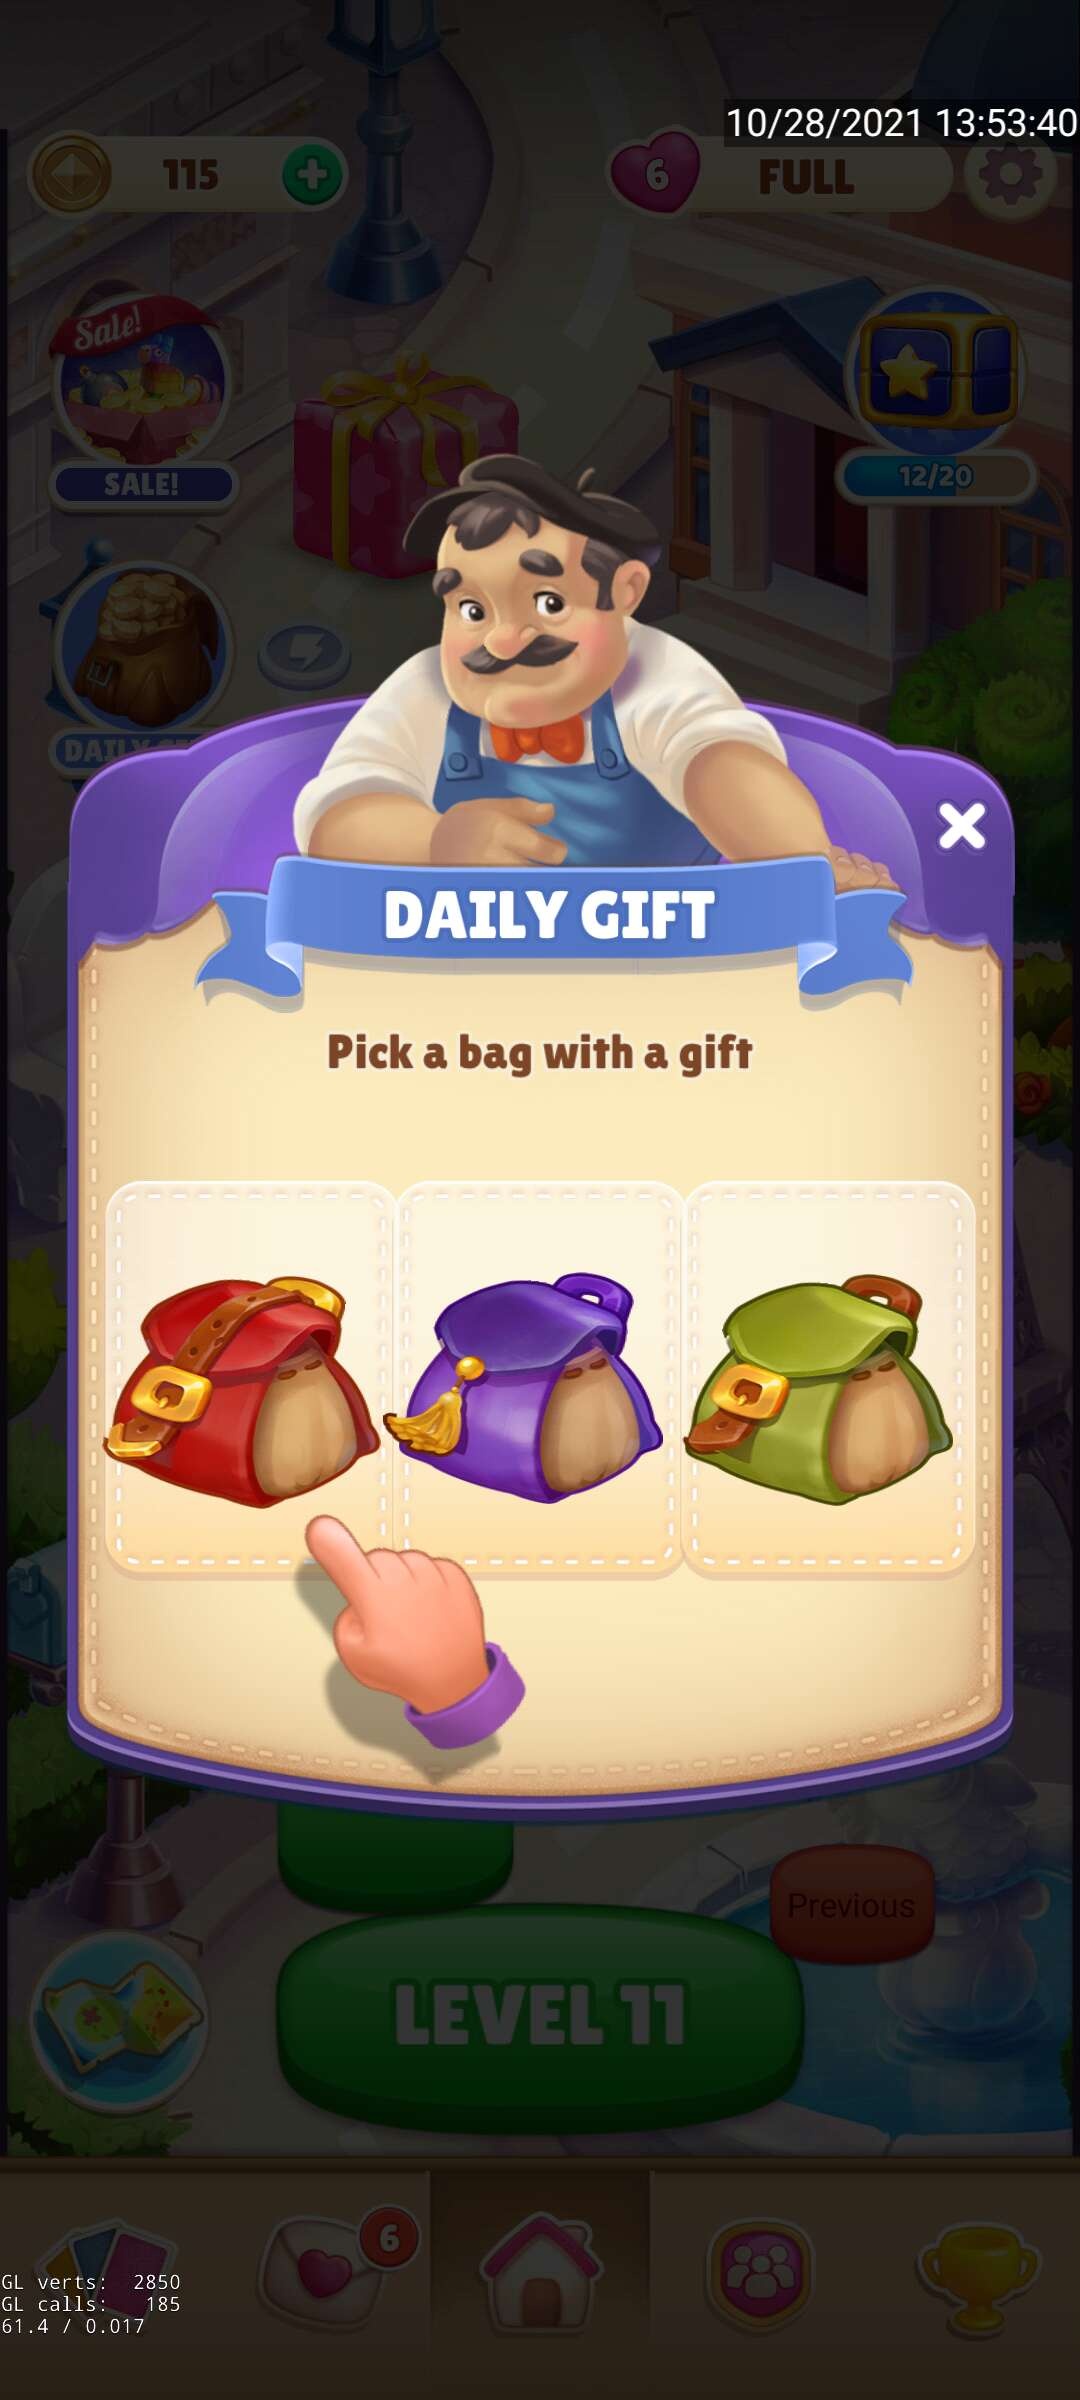 10/28/2021 13:53:40
115
6
FULL
Sale!
SALE!
12/20
E
DAILY
DAILY GIFT
Pick a bag with a gift
Previous
LEVEL 11
6
GL verts: 2850
GL calls: 185
61.4 / 0.017